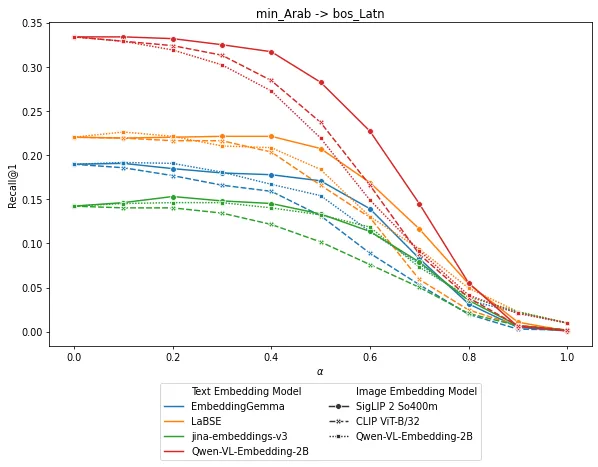 min_Arab -> bos_Latn
Recall@1
0.35
0.30
0.25
0.20
0.15
0.10
0.05
0.00
0.0 0.2 0.4 0.6 0.8 1.0
α
Text Embedding Model Image Embedding Model
EmbeddingGemma SigLIP 2 So400m
LaBSE CLIP ViT-B/32
jina-embeddings-v3 Qwen-VL-Embedding-2B
Qwen-VL-Embedding-2B